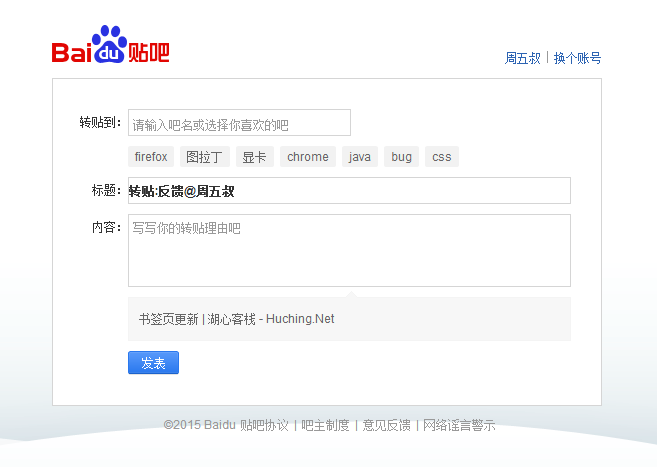 Bai du 贴吧
周五叔 | 换个账号
转贴到: 请输入吧名或选择你喜欢的吧
firefox 图拉丁 显卡 chrome java bug css
标题: 转贴:反馈@周五叔
内容: 写写你的转贴理由吧
书签页更新 | 湖心客栈 - Huching.Net
发表
©2015 Baidu 贴吧协议 | 吧主制度 | 意见反馈 | 网络谣言警示